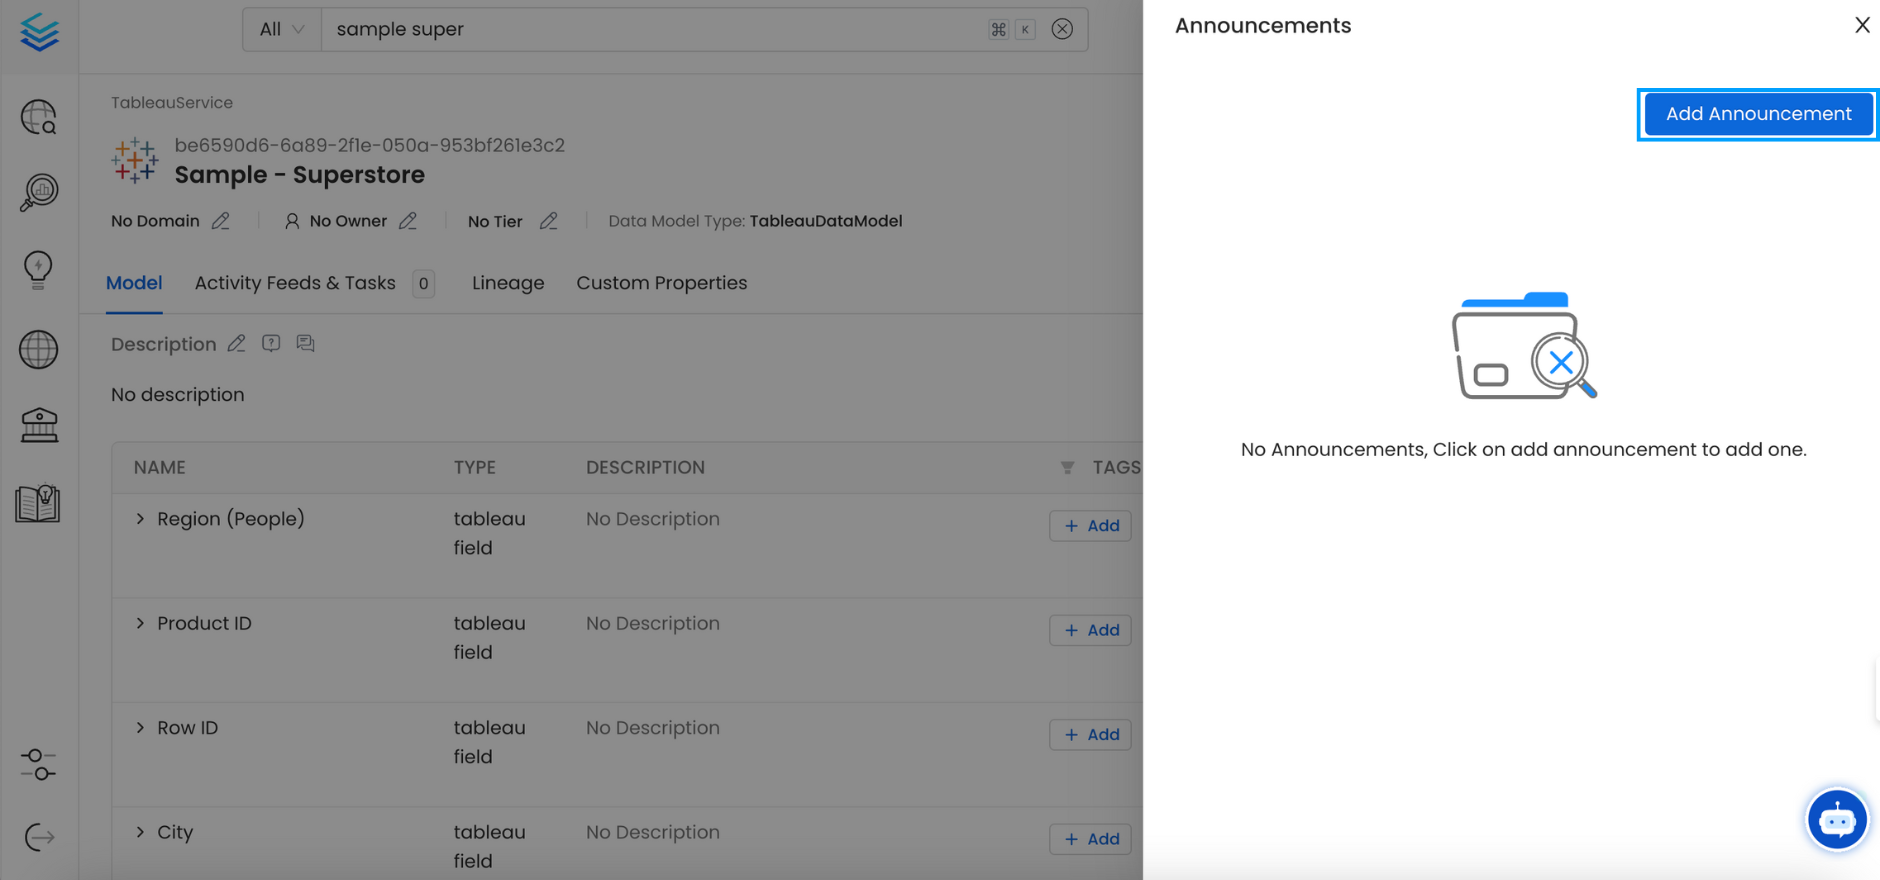 All
sample super
⌘ K
TableauService
be6590d6-6a89-2f1e-050a-953bf261e3c2
Sample - Superstore
No Domain
No Owner
No Tier
Data Model Type: TableauDataModel
Model
Activity Feeds & Tasks 0
Lineage
Custom Properties
Description
No description
NAME TYPE DESCRIPTION TAGS
Region (People) tableau field No Description + Add
Product ID tableau field No Description + Add
Row ID tableau field No Description + Add
City tableau field No Description + Add
Announcements
Add Announcement
No Announcements, Click on add announcement to add one.